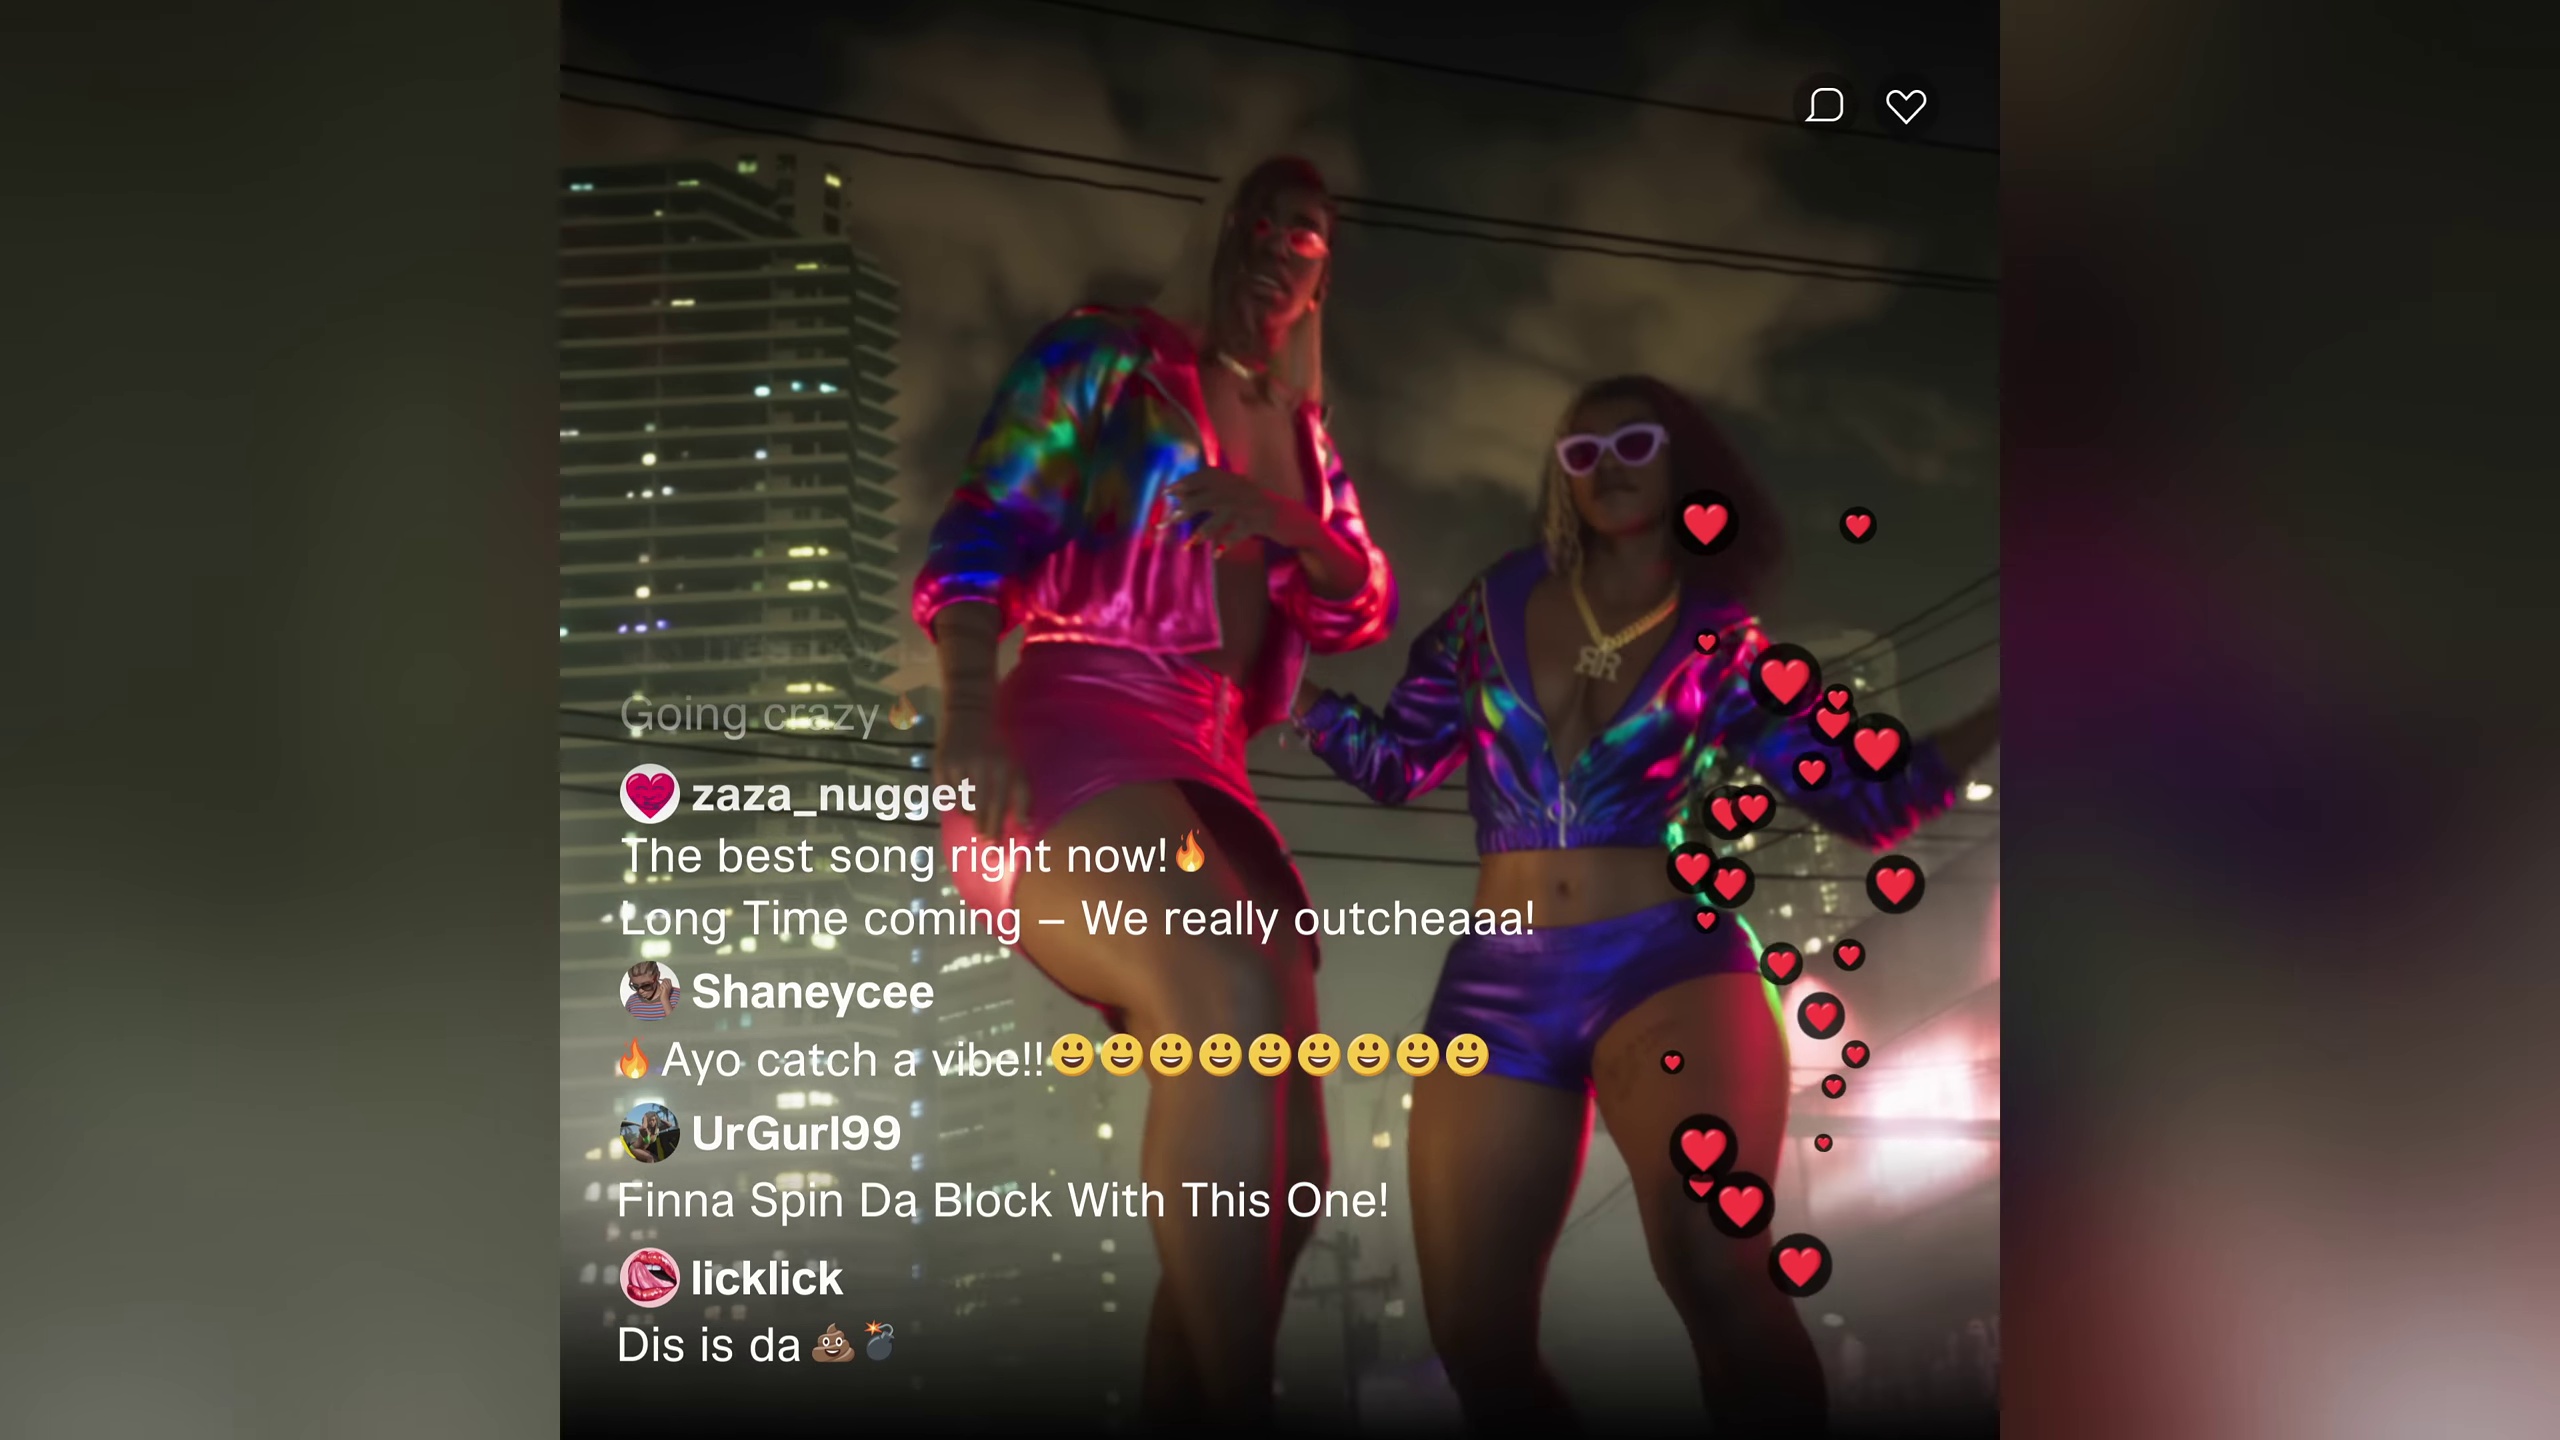 Going crazy🔥
zaza_nugget
The best song right now!🔥
Long Time coming – We really outcheaaa!
Shaneycee
🔥Ayo catch a vibe!!😀😀😀😀😀😀😀😀😀
UrGurl99
Finna Spin Da Block With This One!
licklick
Dis is da 💩💣